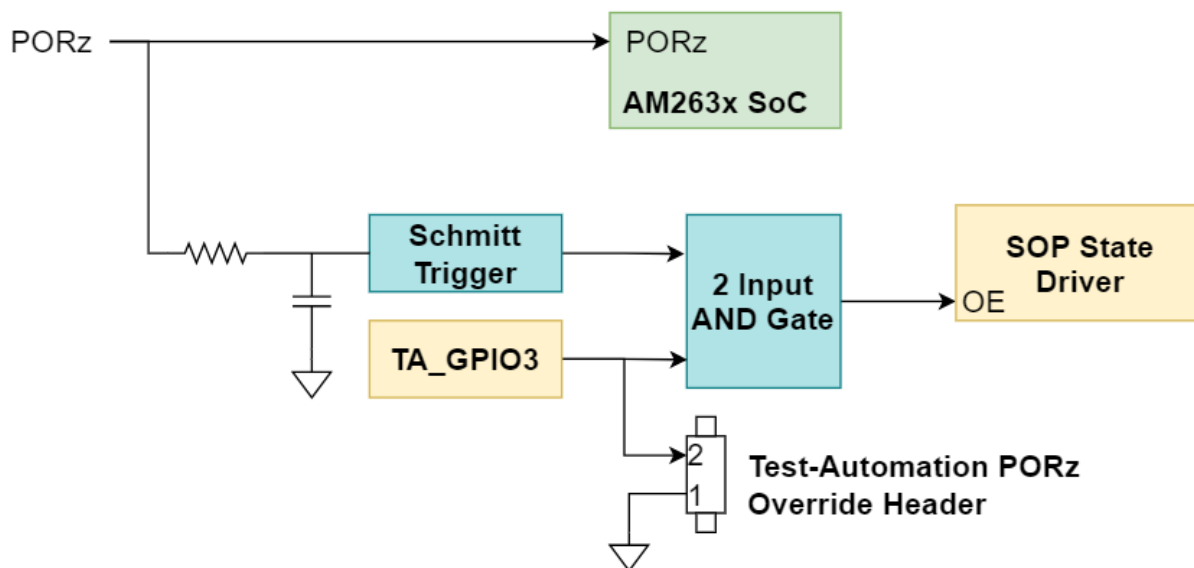 PORz
PORz
AM263x SoC
Schmitt
Trigger
2 Input
AND Gate
SOP State
Driver
OE
TA_GPIO3
2
1
Test-Automation PORz
Override Header